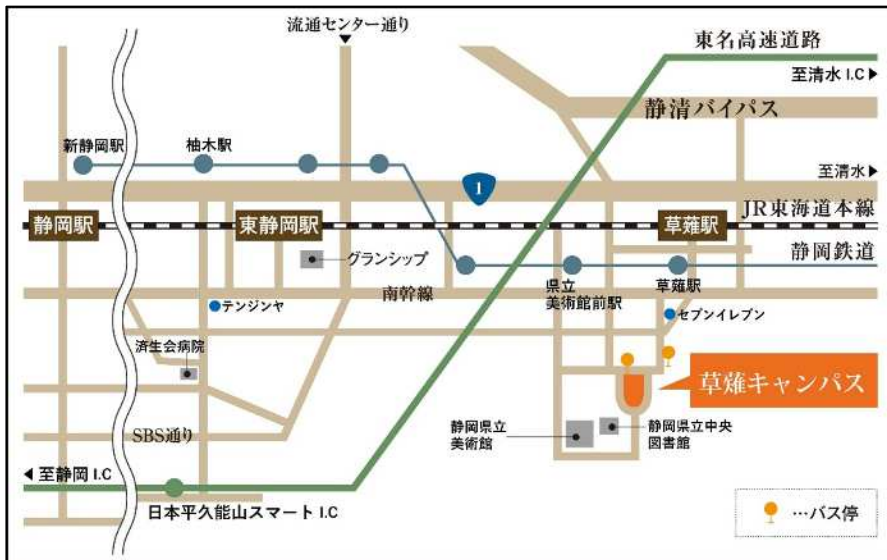 流通センター通り
東名高速道路
至清水 I.C
静清バイパス
新静岡駅
柚木駅
至清水
1
JR東海道本線
静岡駅
東静岡駅
草薙駅
静岡鉄道
グランシップ
県立
美術館前駅
草薙駅
南幹線
テンジンヤ
セブンイレブン
済生会病院
草薙キャンパス
静岡県立
美術館
静岡県立中央
図書館
SBS通り
至静岡 I.C
日本平久能山スマート I.C
…バス停